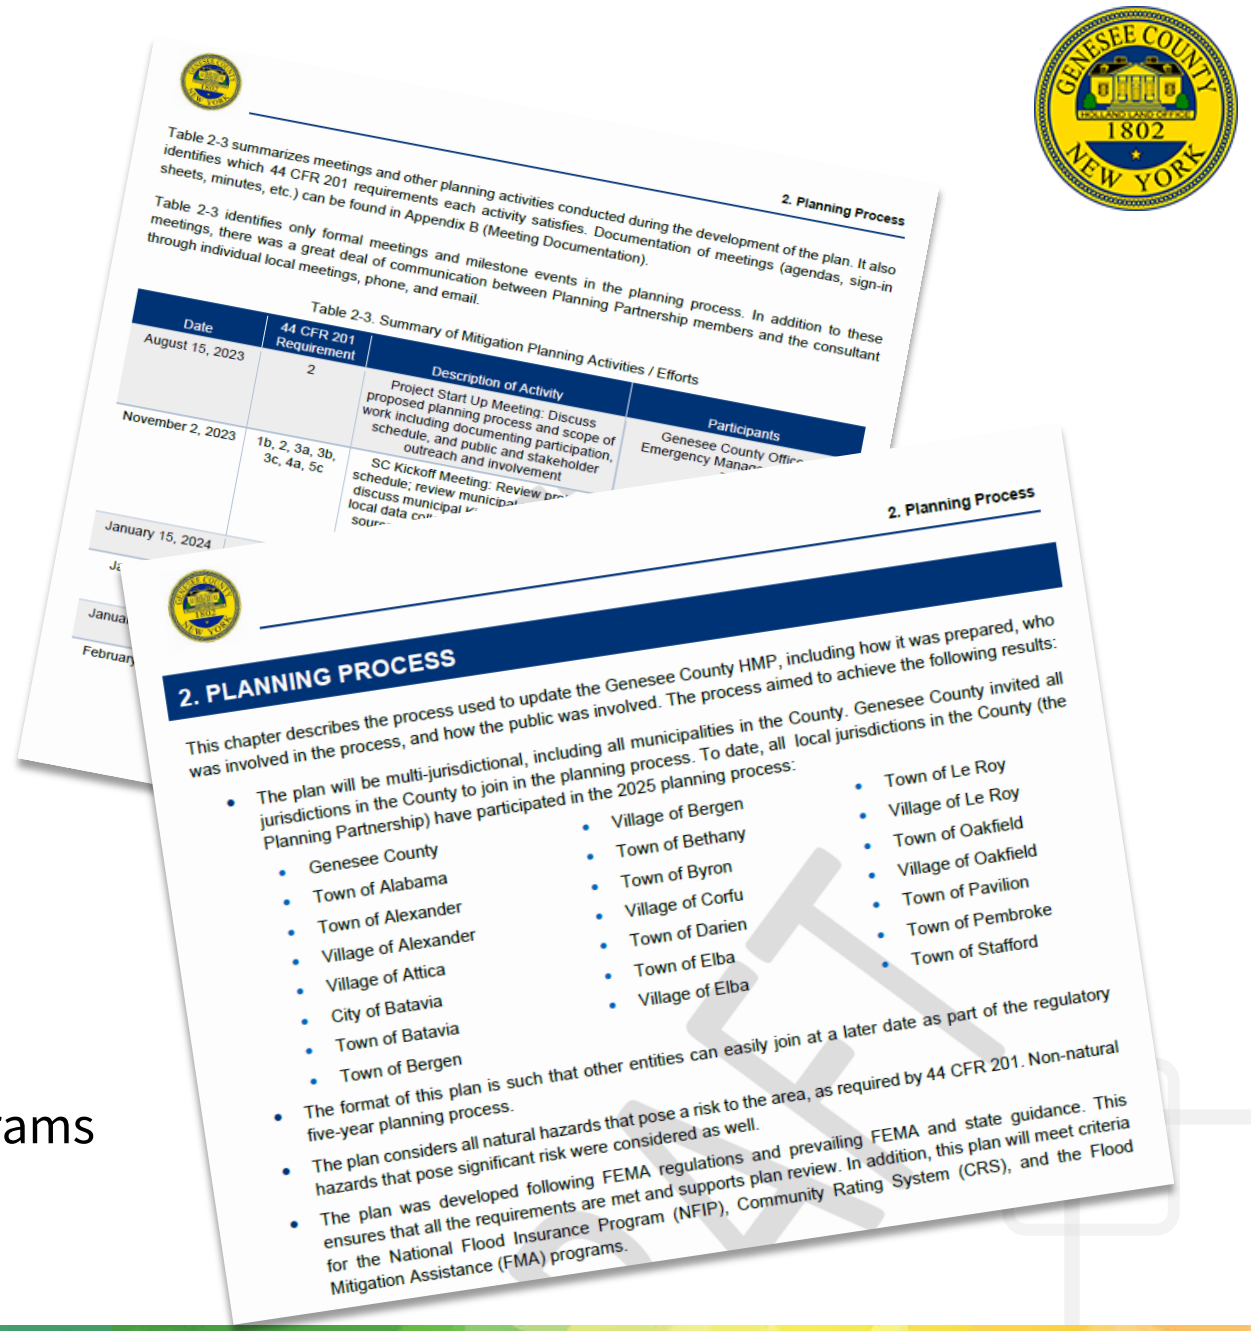 GENESEE COUNTY
HOLLAND LAND OFFICE
1802
NEW YORK
GENESEE COUNTY
1802
NEW YORK
2. Planning Process
Table 2-3 summarizes meetings and other planning activities conducted during the development of the plan. It also
identifies which 44 CFR 201 requirements each activity satisfies. Documentation of meetings (agendas, sign-in
sheets, minutes, etc.) can be found in Appendix B (Meeting Documentation).
Table 2-3 identifies only formal meetings and milestone events in the planning process. In addition to these
meetings, there was a great deal of communication between Planning Partnership members and the consultant
through individual local meetings, phone, and email.
Table 2-3. Summary of Mitigation Planning Activities / Efforts
Date
44 CFR 201
Requirement
Description of Activity
Participants
August 15, 2023
2
Project Start Up Meeting: Discuss
proposed planning process and scope of
work including documenting participation,
schedule, and public and stakeholder
outreach and involvement
Genesee County Office
Emergency Manage
November 2, 2023
1b, 2, 3a, 3b,
3c, 4a, 5c
SC Kickoff Meeting: Review pro
schedule; review municipal
discuss municipal
local data
January 15, 2024
Ja
Janua
February
2. Planning Process
GENESEE COUNTY
1802
NEW YORK
2. PLANNING PROCESS
This chapter describes the process used to update the Genesee County HMP, including how it was prepared, who
was involved in the process, and how the public was involved. The process aimed to achieve the following results:
• The plan will be multi-jurisdictional, including all municipalities in the County. Genesee County invited all
jurisdictions in the County to join in the planning process. To date, all local jurisdictions in the County (the
Planning Partnership) have participated in the 2025 planning process:
• Genesee County
• Town of Alabama
• Town of Alexander
• Village of Alexander
• Village of Attica
• City of Batavia
• Town of Batavia
• Town of Bergen
• Village of Bergen
• Town of Bethany
• Town of Byron
• Village of Corfu
• Town of Darien
• Town of Elba
• Village of Elba
• Town of Le Roy
• Village of Le Roy
• Town of Oakfield
• Village of Oakfield
• Town of Pavilion
• Town of Pembroke
• Town of Stafford
• The format of this plan is such that other entities can easily join at a later date as part of the regulatory
five-year planning process.
• The plan considers all natural hazards that pose a risk to the area, as required by 44 CFR 201. Non-natural
hazards that pose significant risk were considered as well.
• The plan was developed following FEMA regulations and prevailing FEMA and state guidance. This
ensures that all the requirements are met and supports plan review. In addition, this plan will meet criteria
for the National Flood Insurance Program (NFIP), Community Rating System (CRS), and the Flood
Mitigation Assistance (FMA) programs.
RAFT
rams